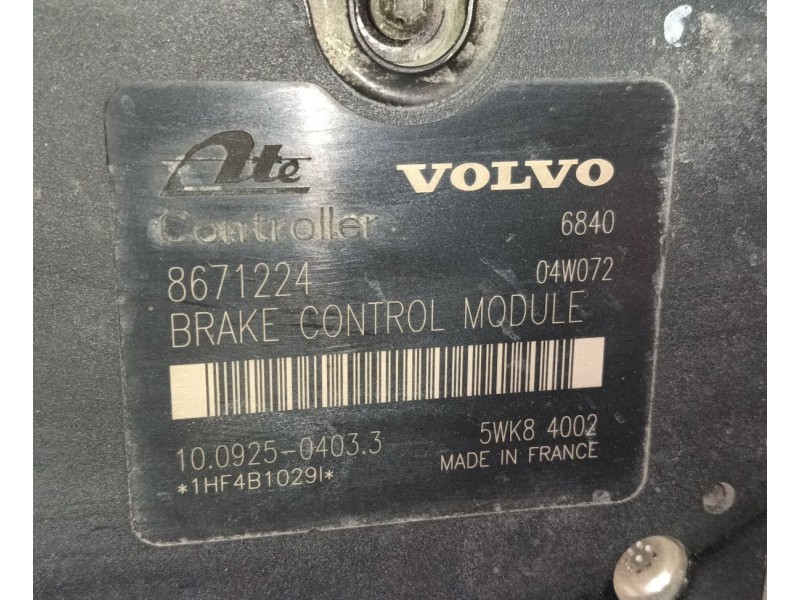 Ate VOLVO
Controller 6840
8671224 04W072
BRAKE CONTROL MODULE
10.0925-0403.3 5WK8 4002
*1HF4B1029I* MADE IN FRANCE